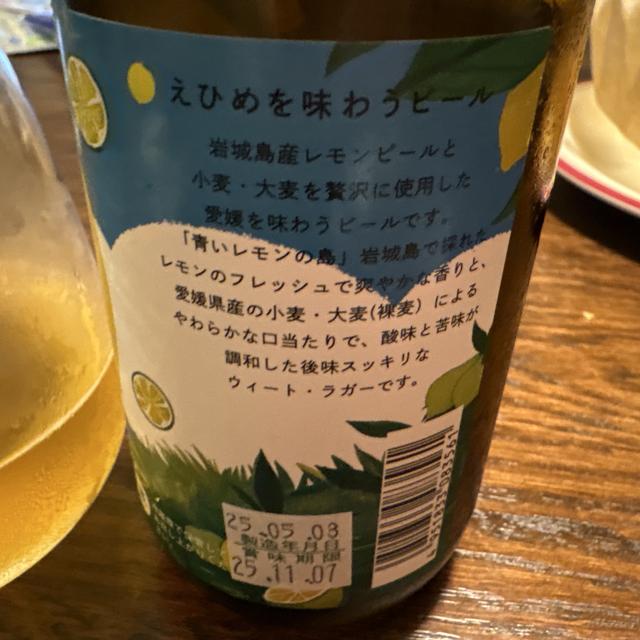 えひめを味わうビール
岩城島産レモンピールと
小麦・大麦を贅沢に使用した
愛媛を味わうビールです。
「青いレモンの島」岩城島で採れた
レモンのフレッシュで爽やかな香りと、
愛媛県産の小麦・大麦(裸麦)による
やわらかな口当たりで、酸味と苦味が
調和した後味スッキリな
ウィート・ラガーです。
25.05.03
製造年月日
賞味期限
25.11.07